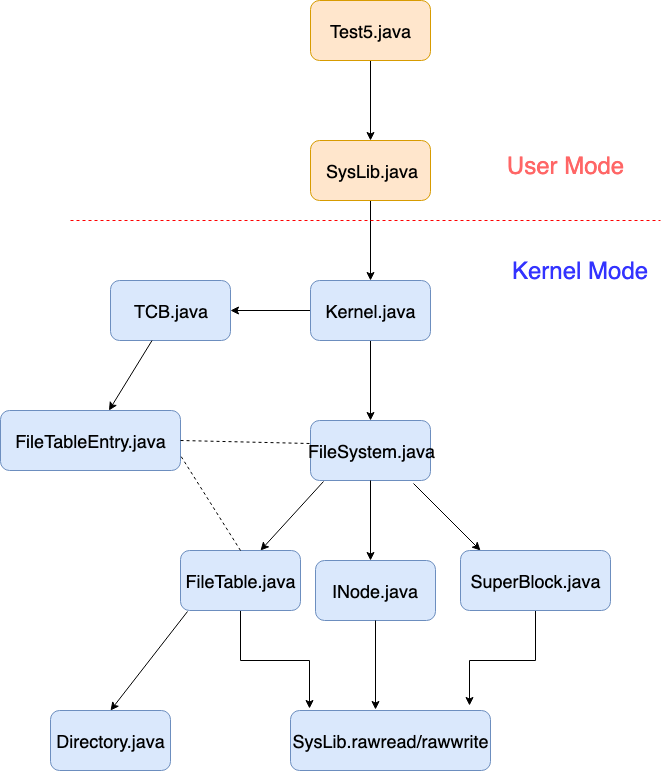 Test5.java
User Mode
SysLib.java
Kernel Mode
TCB.java
Kernel.java
FileTableEntry.java
FileSystem.java
FileTable.java
INode.java
SuperBlock.java
Directory.java
SysLib.rawread/rawwrite